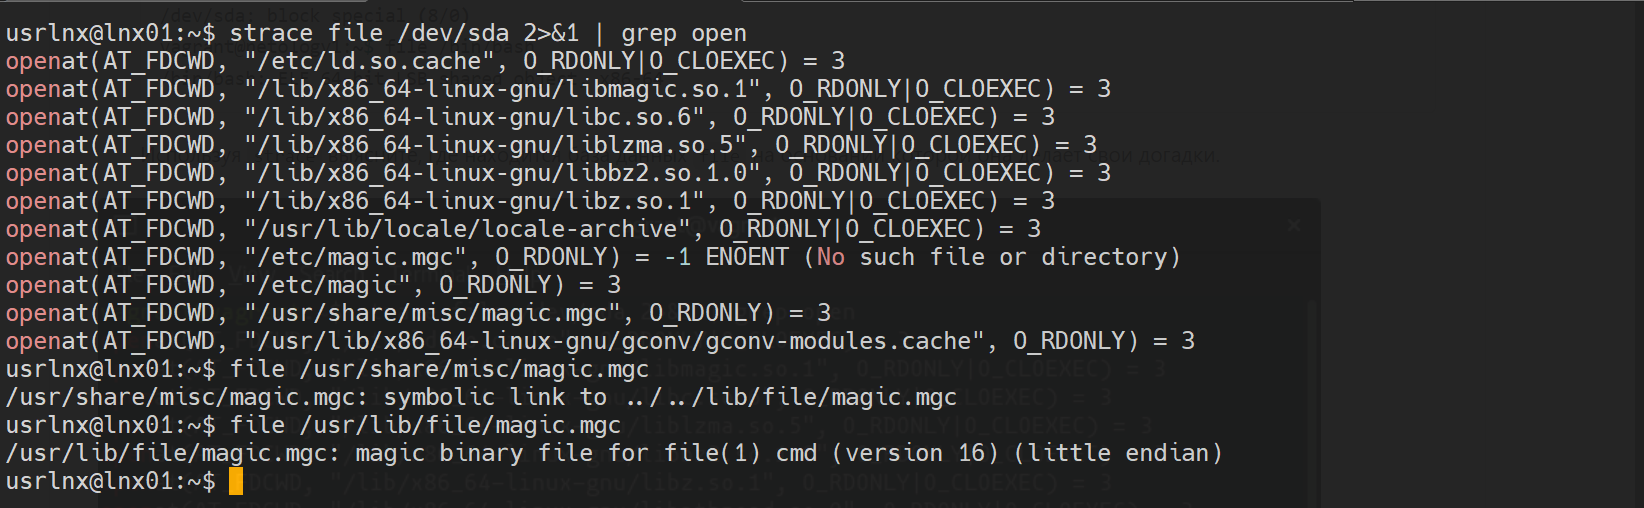 usrlnx@lnx01:~$ strace file /dev/sda 2>&1 | grep open
openat(AT_FDCWD, "/etc/ld.so.cache", O_RDONLY|O_CLOEXEC) = 3
openat(AT_FDCWD, "/lib/x86_64-linux-gnu/libmagic.so.1", O_RDONLY|O_CLOEXEC) = 3
openat(AT_FDCWD, "/lib/x86_64-linux-gnu/libc.so.6", O_RDONLY|O_CLOEXEC) = 3
openat(AT_FDCWD, "/lib/x86_64-linux-gnu/liblzma.so.5", O_RDONLY|O_CLOEXEC) = 3
openat(AT_FDCWD, "/lib/x86_64-linux-gnu/libbz2.so.1.0", O_RDONLY|O_CLOEXEC) = 3
openat(AT_FDCWD, "/lib/x86_64-linux-gnu/libz.so.1", O_RDONLY|O_CLOEXEC) = 3
openat(AT_FDCWD, "/usr/lib/locale/locale-archive", O_RDONLY|O_CLOEXEC) = 3
openat(AT_FDCWD, "/etc/magic.mgc", O_RDONLY) = -1 ENOENT (No such file or directory)
openat(AT_FDCWD, "/etc/magic", O_RDONLY) = 3
openat(AT_FDCWD, "/usr/share/misc/magic.mgc", O_RDONLY) = 3
openat(AT_FDCWD, "/usr/lib/x86_64-linux-gnu/gconv/gconv-modules.cache", O_RDONLY) = 3
usrlnx@lnx01:~$ file /usr/share/misc/magic.mgc
/usr/share/misc/magic.mgc: symbolic link to ../../lib/file/magic.mgc
usrlnx@lnx01:~$ file /usr/lib/file/magic.mgc
/usr/lib/file/magic.mgc: magic binary file for file(1) cmd (version 16) (little endian)
usrlnx@lnx01:~$